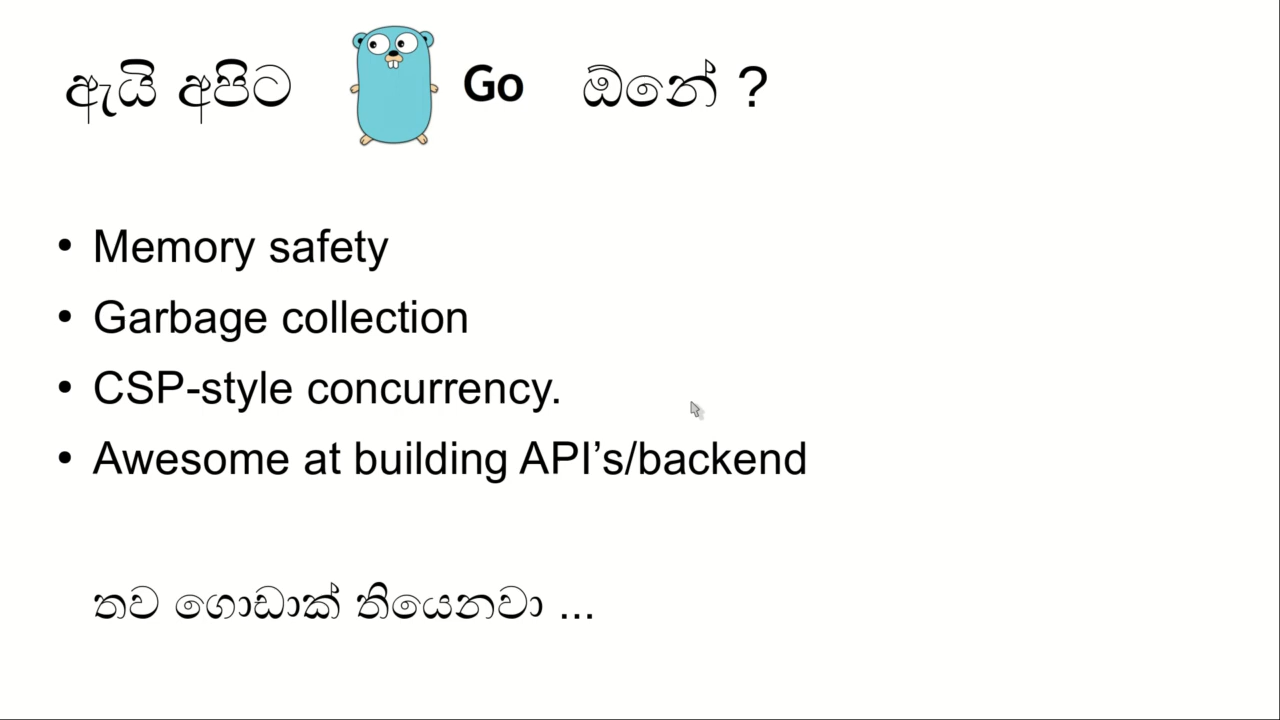 ඇයි අපිට Go ඕනේ ?
• Memory safety
• Garbage collection
• CSP-style concurrency.
• Awesome at building API’s/backend
තව ගොඩාක් තියෙනවා ...